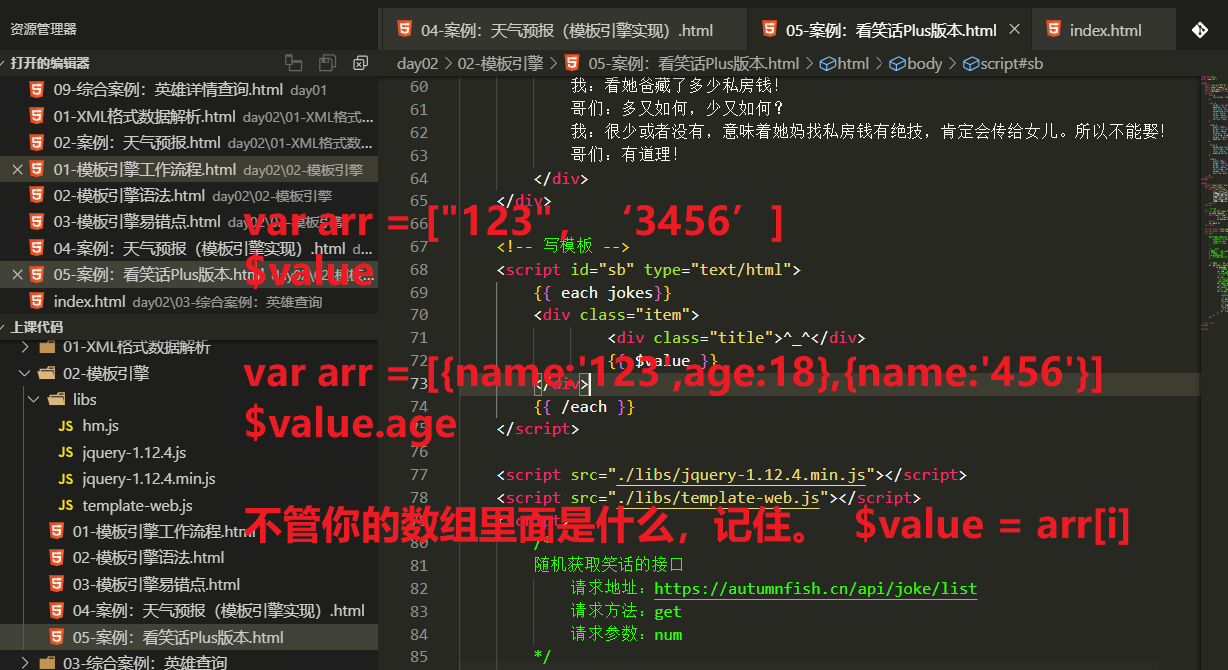 资源管理器
打开的编辑器
09-综合案例：英雄详情查询.html day01
01-XML格式数据解析.html day02\01-XML格式...
02-案例：天气预报.html day02\01-XML格式数...
01-模板引擎工作流程.html day02\02-模板引擎
02-模板引擎语法.html day02\02-模板引擎
03-模板引擎易错点.html
04-案例：天气预报（模板引擎实现）.html d...
05-案例：看笑话Plus版本.html
index.html day02\03-综合案例：英雄查询
上课代码
01-XML格式数据解析
02-模板引擎
libs
JS hm.js
JS jquery-1.12.4.js
JS jquery-1.12.4.min.js
JS template-web.js
01-模板引擎工作流程.html
02-模板引擎语法.html
03-模板引擎易错点.html
04-案例：天气预报（模板引擎实现）.html
05-案例：看笑话Plus版本.html
03-综合案例：英雄查询
04-案例：天气预报（模板引擎实现）.html
05-案例：看笑话Plus版本.html
index.html
day02 > 02-模板引擎 > 05-案例：看笑话Plus版本.html > html > body > script#sb
60 我：看她爸藏了多少私房钱！
61 哥们：多又如何，少又如何？
62 我：很少或者没有，意味着她妈找私房钱有绝技，肯定会传给女儿。所以不能娶！
63 哥们：有道理！
64 </div>
65 </div>
66
67 <!-- 写模板 -->
68 <script id="sb" type="text/html">
69 {{ each jokes}}
70 <div class="item">
71 <div class="title">^_^</div>
72 {{ $value }}
73 </div>
74 {{ /each }}
</script>
76
77 <script src="./libs/jquery-1.12.4.min.js"></script>
78 <script src="./libs/template-web.js"></script>
80 /*
81 随机获取笑话的接口
82 请求地址：https://autumnfish.cn/api/joke/list
83 请求方法：get
84 请求参数：num
85 */
var arr = ["123"， ‘3456’]
$value
var arr = [{name:'123',age:18},{name:'456'}]
$value.age
不管你的数组里面是什么，记住。 $value = arr[i]